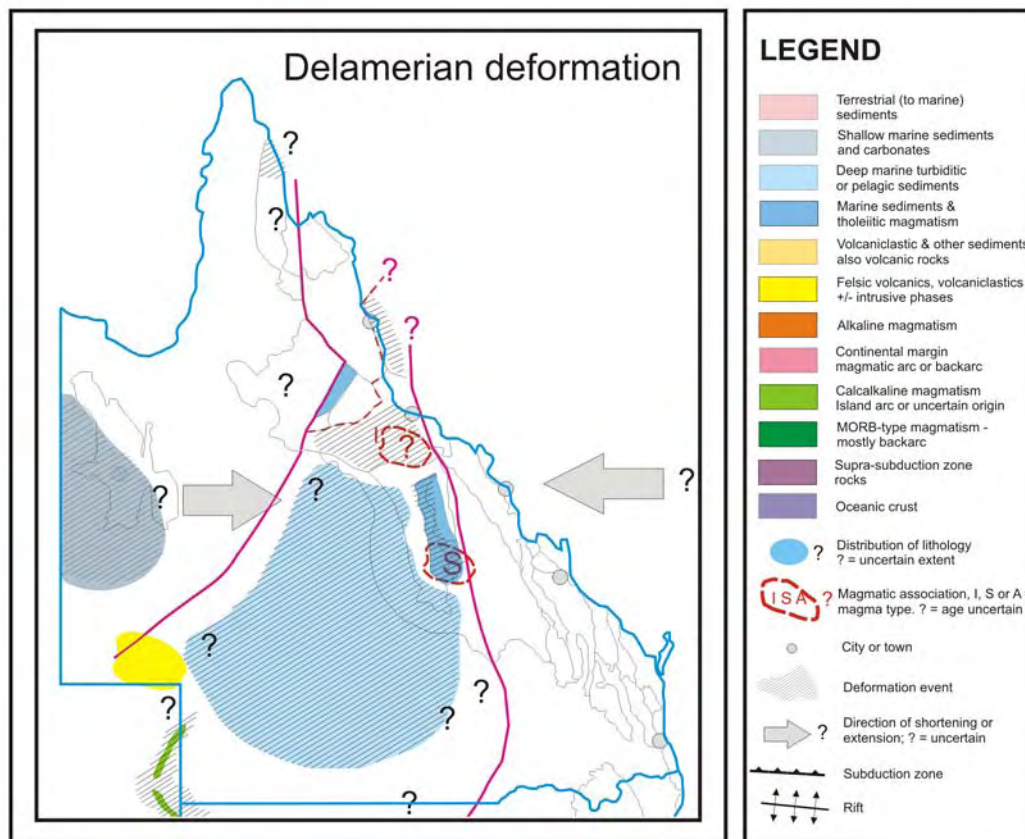 Delamerian deformation
?
?
?
?
?
I
?
?
?
?
S
?
?
?
?
?
?
LEGEND
Terrestrial (to marine)
sediments
Shallow marine sediments
and carbonates
Deep marine turbiditic
or pelagic sediments
Marine sediments &
tholeiitic magmatism
Volcaniclastic & other sediments
also volcanic rocks
Felsic volcanics, volcaniclastics
+/- intrusive phases
Alkaline magmatism
Continental margin
magmatic arc or backarc
Calcalkaline magmatism
Island arc or uncertain origin
MORB-type magmatism -
mostly backarc
Supra-subduction zone
rocks
Oceanic crust
? Distribution of lithology
? = uncertain extent
I S A ? Magmatic association, I, S or A
magma type. ? = age uncertain
City or town
Deformation event
? Direction of shortening or
extension; ? = uncertain
Subduction zone
Rift